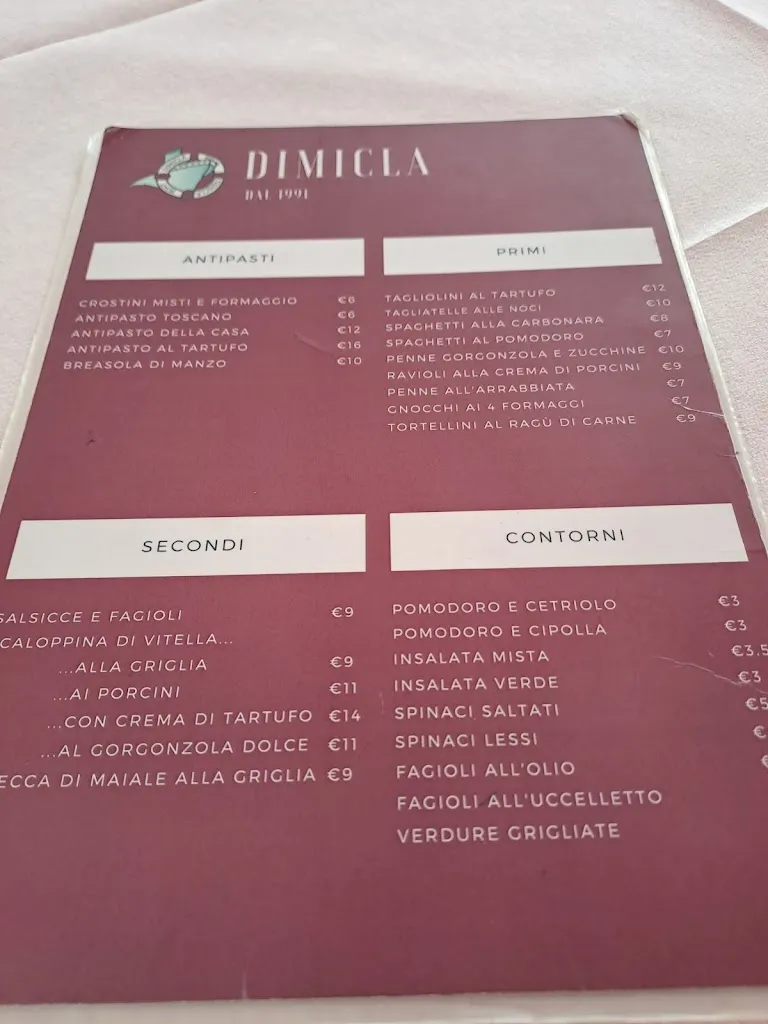 DIMICLA
DAL 1991
ANTIPASTI
CROSTINI MISTI E FORMAGGIO €6
ANTIPASTO TOSCANO €6
ANTIPASTO DELLA CASA €12
ANTIPASTO AL TARTUFO €16
BREASOLA DI MANZO €10
PRIMI
TAGLIOLINI AL TARTUFO €12
TAGLIATELLE ALLE NOCI €10
SPAGHETTI ALLA CARBONARA €8
SPAGHETTI AL POMODORO €7
PENNE GORGONZOLA E ZUCCHINE €10
RAVIOLI ALLA CREMA DI PORCINI €9
PENNE ALL'ARRABBIATA €7
GNOCCHI AI 4 FORMAGGI €7
TORTELLINI AL RAGÙ DI CARNE €9
SECONDI
SALSICCE E FAGIOLI €9
CALOPPINA DI VITELLA...
...ALLA GRIGLIA €9
...AI PORCINI €11
...CON CREMA DI TARTUFO €14
...AL GORGONZOLA DOLCE €11
ECCA DI MAIALE ALLA GRIGLIA €9
CONTORNI
POMODORO E CETRIOLO €3
POMODORO E CIPOLLA €3
INSALATA MISTA €3.5
INSALATA VERDE €3
SPINACI SALTATI €5
SPINACI LESSI €
FAGIOLI ALL'OLIO €
FAGIOLI ALL'UCCELLETTO
VERDURE GRIGLIATE